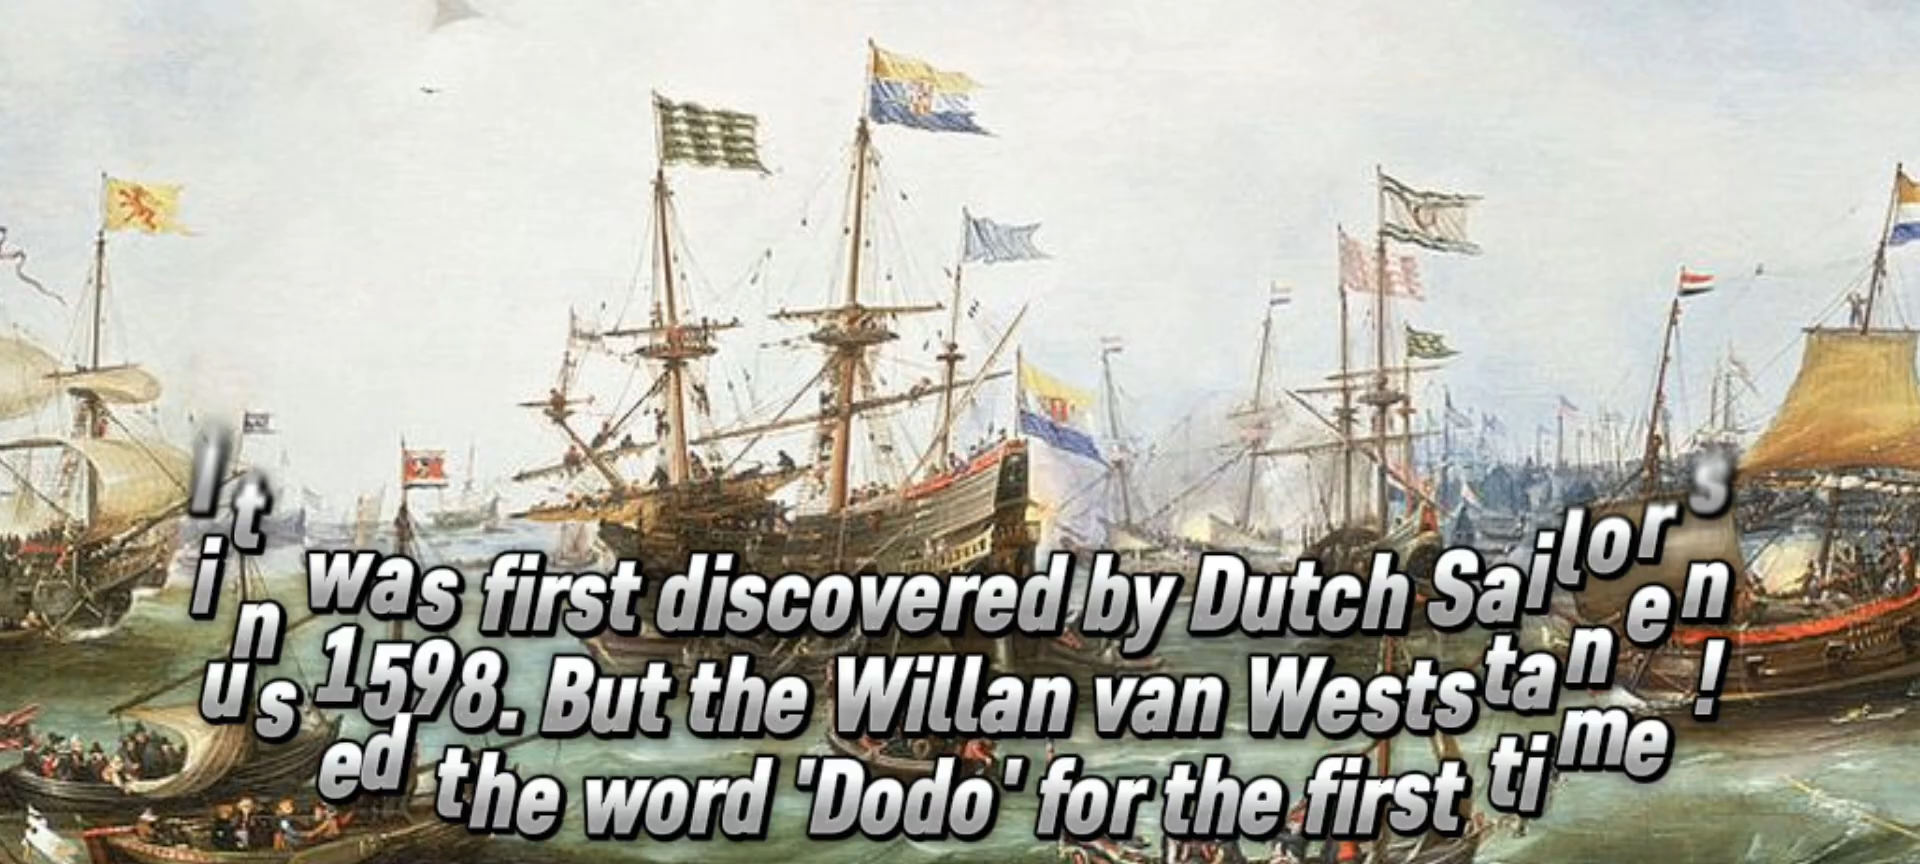 It was first discovered by Dutch Sailors
in 1598. But the Willan van Weststanen
used the word 'Dodo' for the first time!